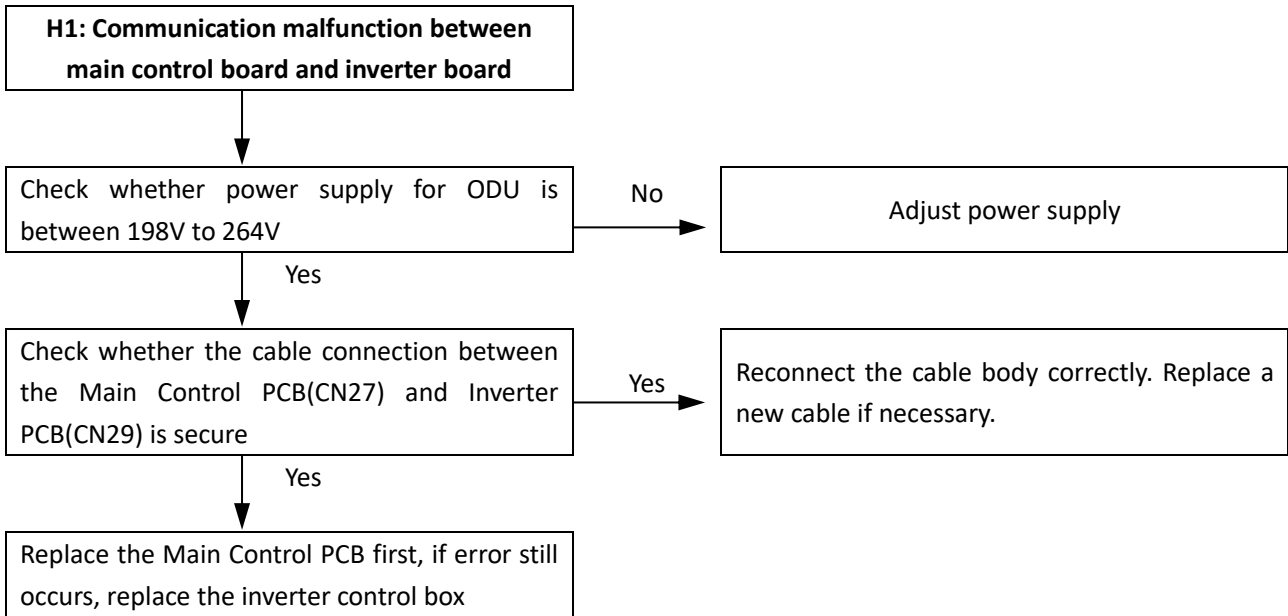 H1: Communication malfunction between
main control board and inverter board
Check whether power supply for ODU is
between 198V to 264V
No
Adjust power supply
Yes
Check whether the cable connection between
the Main Control PCB(CN27) and Inverter
PCB(CN29) is secure
Yes
Reconnect the cable body correctly. Replace a
new cable if necessary.
Yes
Replace the Main Control PCB first, if error still
occurs, replace the inverter control box